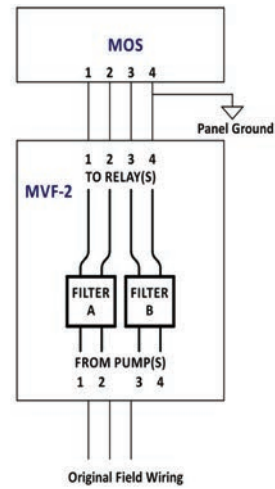 MOS
1 2 3 4
Panel Ground
1 2 3 4
TO RELAY(S)
MVF-2
FILTER A
FILTER B
FROM PUMP(S)
1 2 3 4
Original Field Wiring